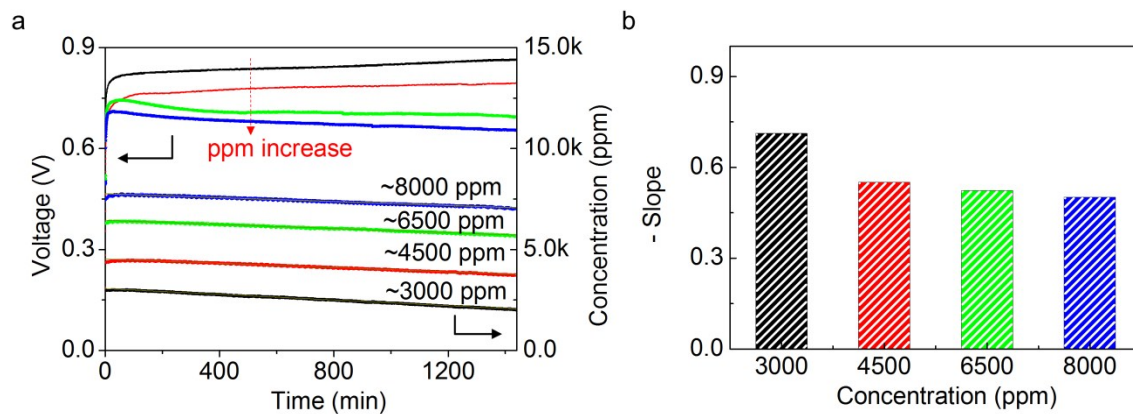 a
0.9
0.6
0.3
0.0
Voltage (V)
0
400
800
1200
Time (min)
15.0k
10.0k
5.0k
0.0
Concentration (ppm)
ppm increase
~8000 ppm
~6500 ppm
~4500 ppm
~3000 ppm
b
0.9
0.6
0.3
0.0
- Slope
3000
4500
6500
8000
Concentration (ppm)